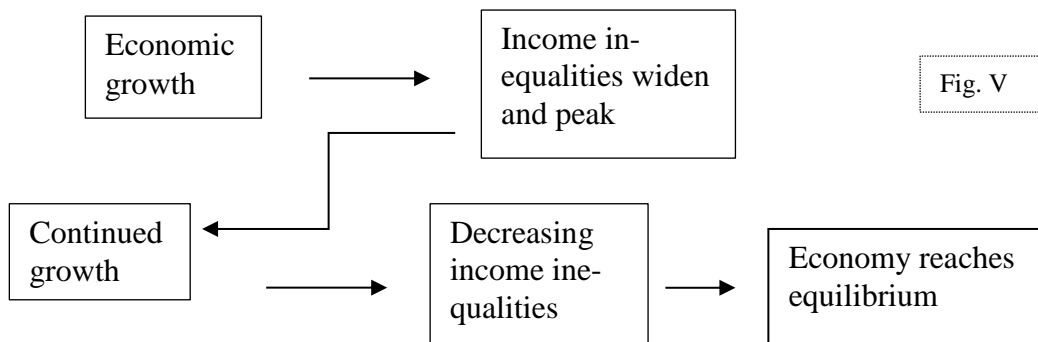 Economic
growth
Income in-
equalities widen
and peak
Fig. V
Continued
growth
Decreasing
income ine-
qualities
Economy reaches
equilibrium